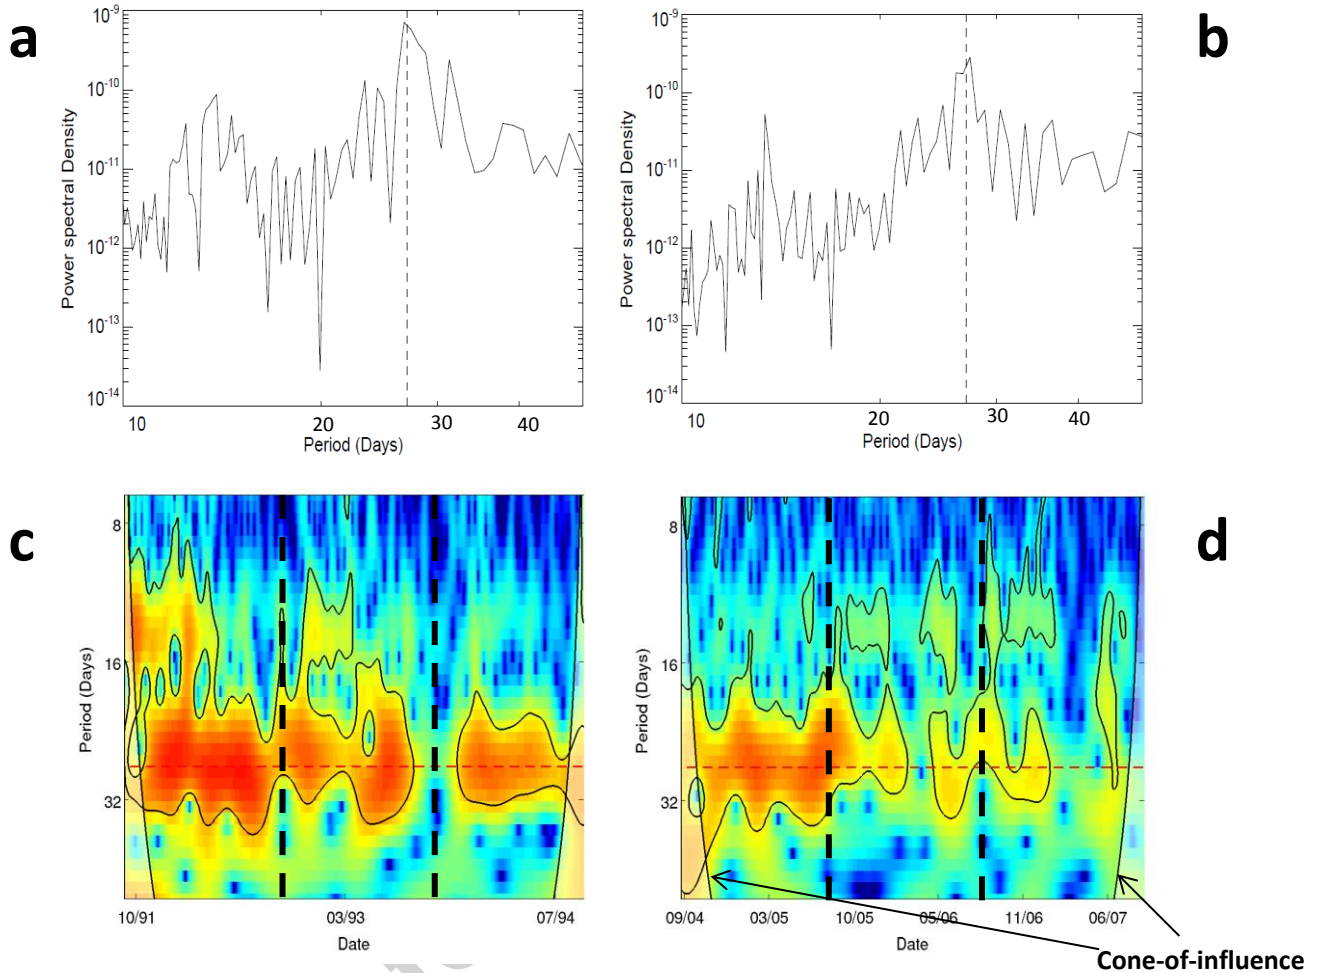 a
10-9
10-10
10-11
10-12
10-13
10-14
Power spectral Density
10 20 30 40
Period (Days)
b
10-9
10-10
10-11
10-12
10-13
10-14
Power spectral Density
10 20 30 40
Period (Days)
c
8
16
32
Period (Days)
10/91 03/93 07/94
Date
d
8
16
32
Period (Days)
09/04 03/05 10/05 05/06 11/06 06/07
Date
Cone-of-influence